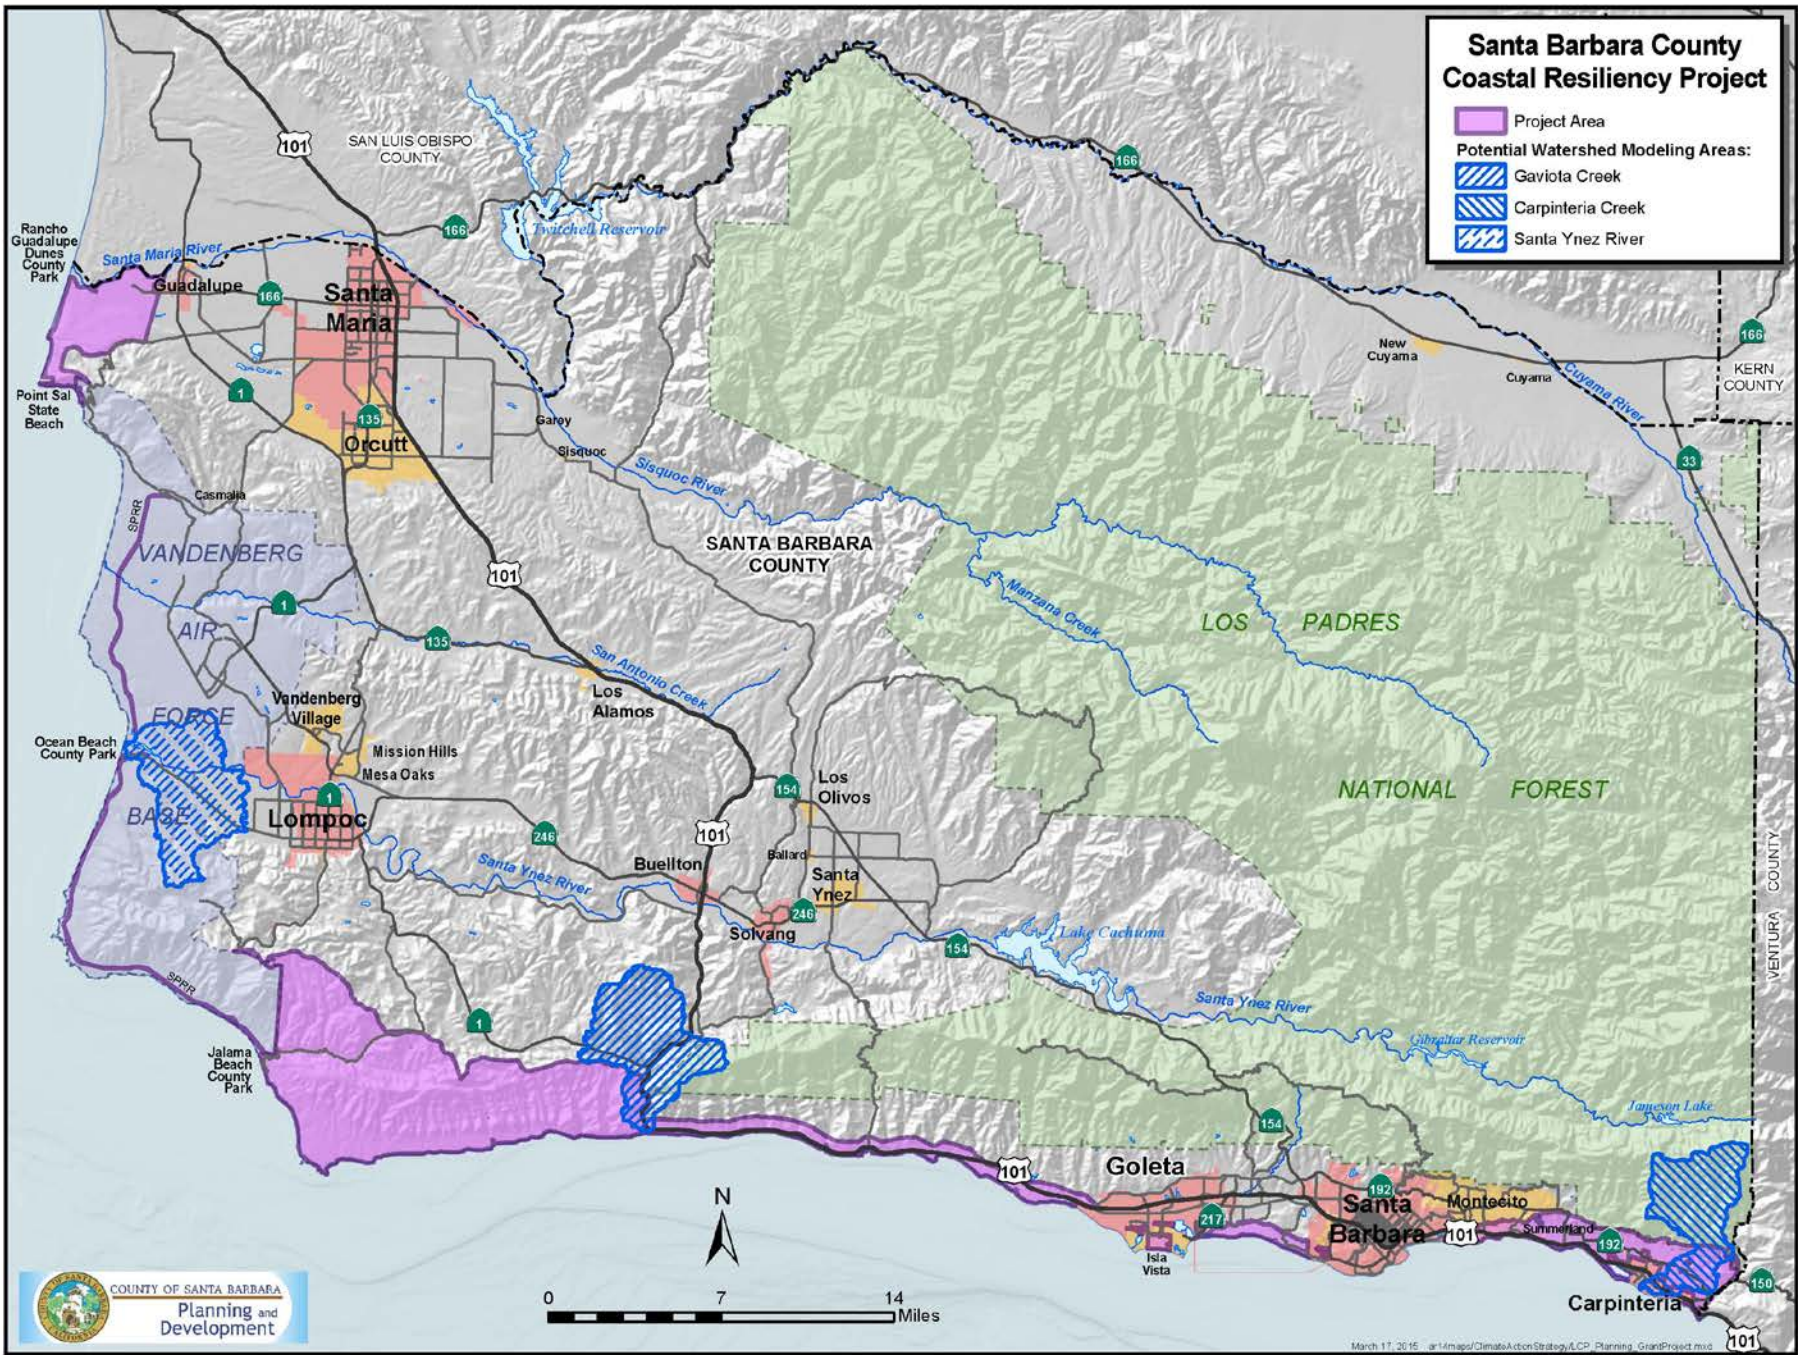 Santa Barbara County
Coastal Resiliency Project
Project Area
Potential Watershed Modeling Areas:
Gaviota Creek
Carpinteria Creek
Santa Ynez River
101
SAN LUIS OBISPO
COUNTY
166
166
Twitchell Reservoir
Rancho
Guadalupe
Dunes
County
Park
Santa Maria River
Guadalupe
166
Santa
Maria
New
Cuyama
Cuyama
Cuyama River
166
KERN
COUNTY
Point Sal
State
Beach
1
135
Orcutt
Garey
Sisquoc
Sisquoc River
33
Casmalia
SPRR
VANDENBERG
AIR
FORCE
BASE
SANTA BARBARA
COUNTY
101
1
135
Manzana Creek
LOS PADRES
NATIONAL FOREST
San Antonio Creek
Los
Alamos
Vandenberg
Village
Mission Hills
Mesa Oaks
Ocean Beach
County Park
1
Lompoc
154
Los
Olivos
101
246
Buellton
Ballard
Santa
Ynez
Santa Ynez River
246
Solvang
154
Lake Cachuma
VENTURA COUNTY
SPRR
1
Santa Ynez River
Gibraltar Reservoir
Jalama
Beach
County
Park
Jameson Lake
154
101
Goleta
192
Santa
Barbara
Montecito
217
101
Summerland
192
Isla
Vista
150
Carpinteria
101
N
0 7 14
Miles
COUNTY OF SANTA BARBARA
Planning and
Development
March 17, 2015 ar14maps/ClimateActionStrategy/LCP_Planning_GrantProject.mxd